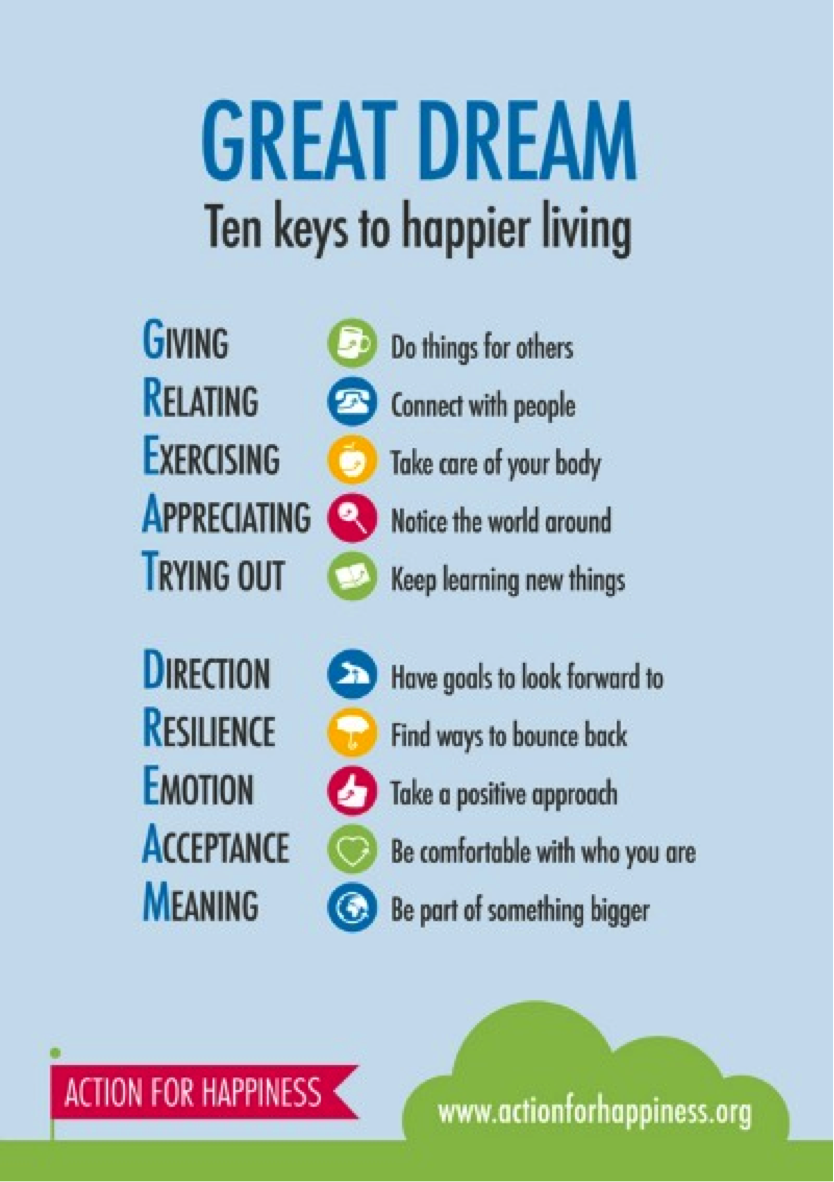 GREAT DREAM
Ten keys to happier living
GIVING Do things for others
RELATING Connect with people
EXERCISING Take care of your body
APPRECIATING Notice the world around
TRYING OUT Keep learning new things
DIRECTION Have goals to look forward to
RESILIENCE Find ways to bounce back
EMOTION Take a positive approach
ACCEPTANCE Be comfortable with who you are
MEANING Be part of something bigger
ACTION FOR HAPPINESS
www.actionforhappiness.org